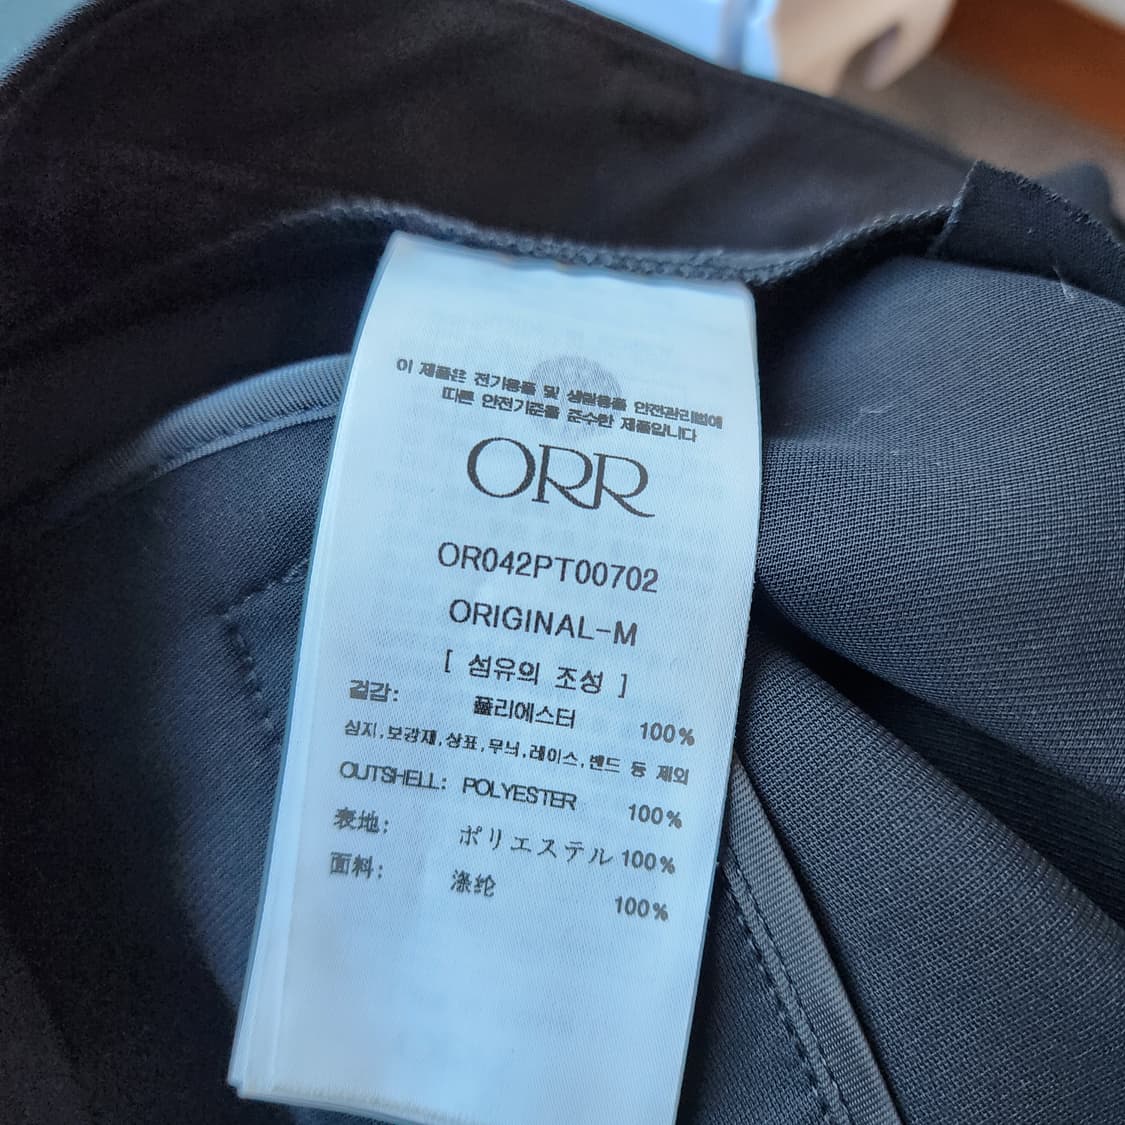 이 제품은 전기용품 및 생활용품 안전관리법에
따른 안전기준을 준수한 제품입니다
ORR
OR042PT00702
ORIGINAL-M
[ 섬유의 조성 ]
겉감: 폴리에스터 100%
심지,보강재,상표,무늬,레이스,밴드 등 제외
OUTSHELL: POLYESTER 100%
表地: ポリエステル 100%
面料: 涤纶 100%